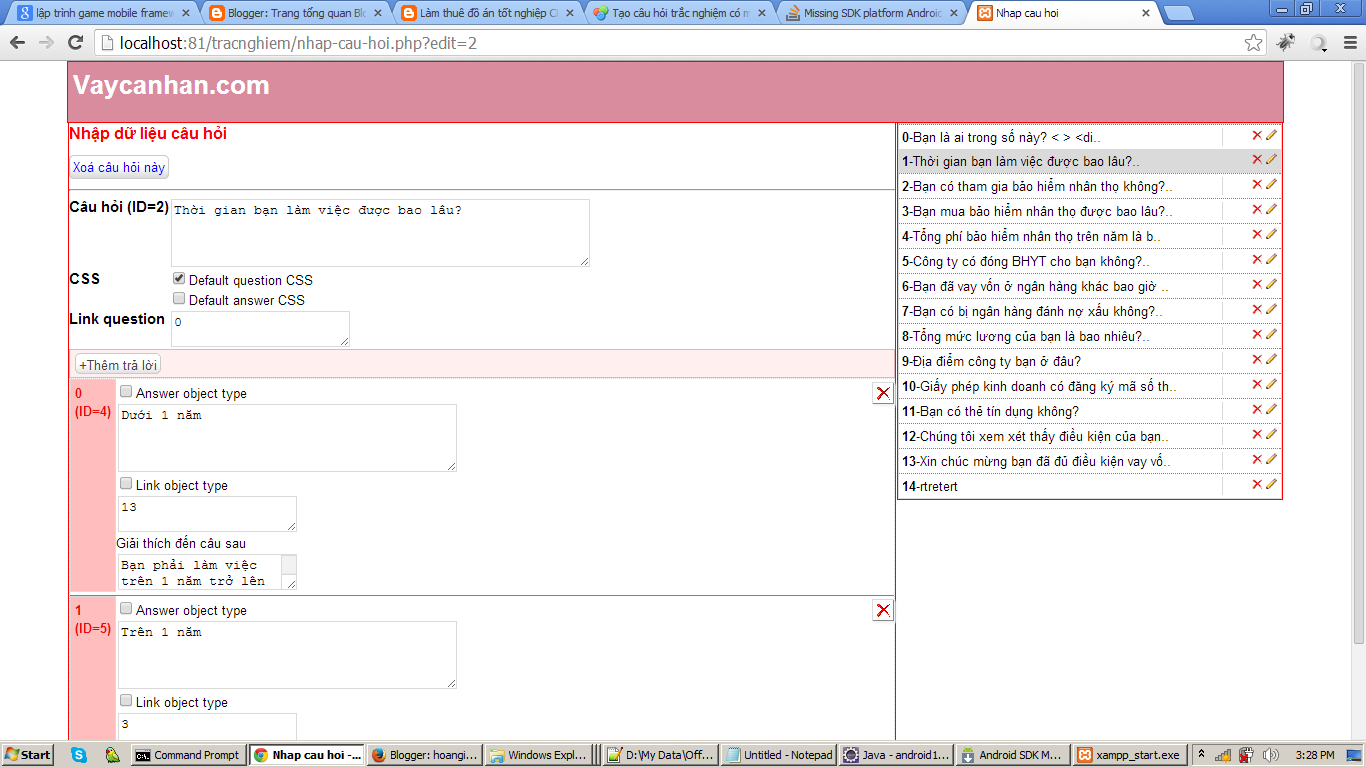 lập trình game mobile framew
Blogger: Trang tổng quan Blo
Làm thuê đồ án tốt nghiệp C
Tạo câu hỏi trắc nghiệm có m
Missing SDK platform Android
Nhap cau hoi
localhost:81/tracnghiem/nhap-cau-hoi.php?edit=2
Vaycanhan.com
Nhập dữ liệu câu hỏi
Xoá câu hỏi này
Câu hỏi (ID=2)
Thời gian bạn làm việc được bao lâu?
CSS
Default question CSS
Default answer CSS
Link question
0
+Thêm trả lời
0
(ID=4)
Answer object type
Dưới 1 năm
Link object type
13
Giải thích đến câu sau
Bạn phải làm việc
trên 1 năm trở lên
1
(ID=5)
Answer object type
Trên 1 năm
Link object type
3
0-Bạn là ai trong số này? < > <di..
1-Thời gian bạn làm việc được bao lâu?..
2-Bạn có tham gia bảo hiểm nhân thọ không?..
3-Bạn mua bảo hiểm nhân thọ được bao lâu?..
4-Tổng phí bảo hiểm nhân thọ trên năm là b..
5-Công ty có đóng BHYT cho bạn không?..
6-Bạn đã vay vốn ở ngân hàng khác bao giờ ..
7-Bạn có bị ngân hàng đánh nợ xấu không?..
8-Tổng mức lương của bạn là bao nhiêu?..
9-Địa điểm công ty bạn ở đâu?
10-Giấy phép kinh doanh có đăng ký mã số th..
11-Bạn có thẻ tín dụng không?
12-Chúng tôi xem xét thấy điều kiện của bạn..
13-Xin chúc mừng bạn đã đủ điều kiện vay vố..
14-rtretert
Start
Command Prompt
Nhap cau hoi -...
Blogger: hoangi...
Windows Expl...
D:\My Data\Off...
Untitled - Notepad
Java - android1...
Android SDK M...
xampp_start.exe
3:28 PM